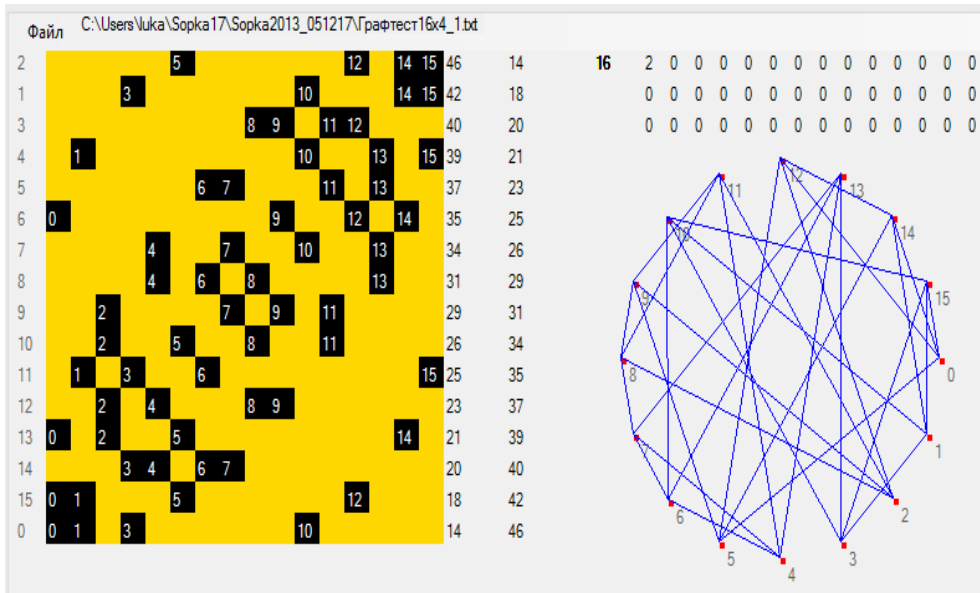 Файл C:\Users\luka\Sopka17\Sopka2013_051217\Графтест16x4_1.txt
2 5 12 14 15 46 14 16 2 0 0 0 0 0 0 0 0 0 0 0 0 0
1 3 10 14 15 42 18 0 0 0 0 0 0 0 0 0 0 0 0 0 0
3 8 9 11 12 40 20 0 0 0 0 0 0 0 0 0 0 0 0 0 0
4 1 10 13 15 39 21
5 6 7 11 13 37 23
6 0 9 12 14 35 25
7 4 7 10 13 34 26
8 4 6 8 13 31 29
9 2 7 9 11 29 31
10 2 5 8 11 26 34
11 1 3 6 15 25 35
12 2 4 8 9 23 37
13 0 2 5 14 21 39
14 3 4 6 7 20 40
15 0 1 5 12 18 42
0 0 1 3 10 14 46
12
13
11
14
10
15
9
0
8
1
7
2
6
3
5
4